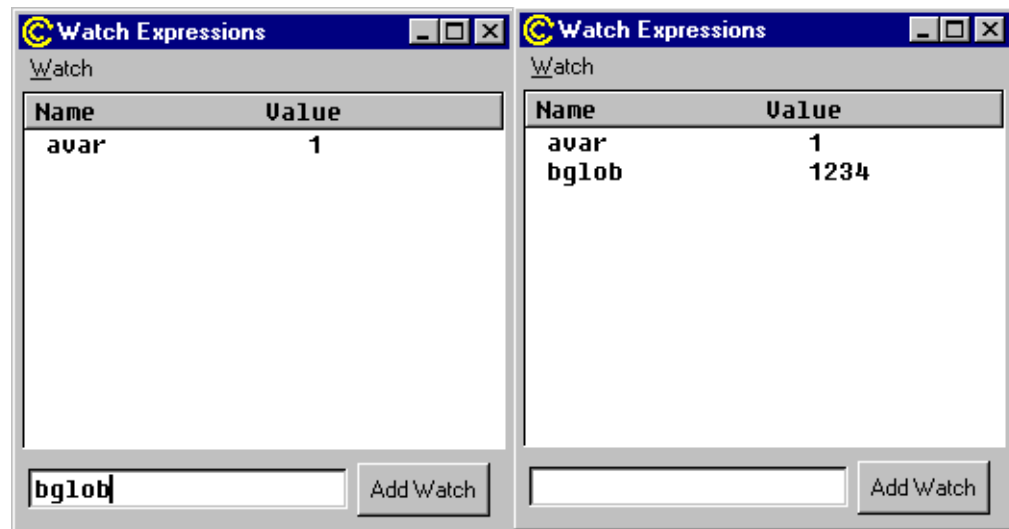 Watch Expressions
Watch
Name Value
avar 1
bglob
Add Watch
Watch Expressions
Watch
Name Value
avar 1
bglob 1234
Add Watch